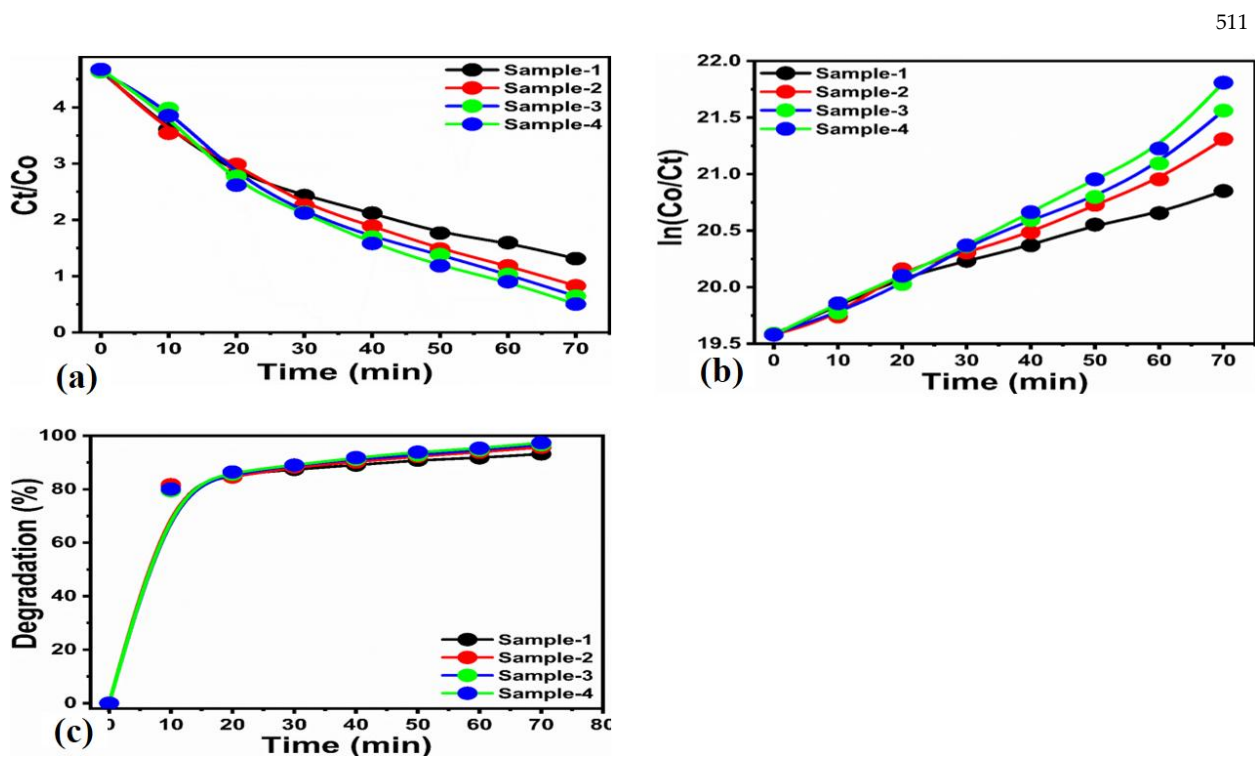 511
Ct/Co
4
3
2
1
0
0 10 20 30 40 50 60 70
Time (min)
Sample-1
Sample-2
Sample-3
Sample-4
(a)
ln(Co/Ct)
22.0
21.5
21.0
20.5
20.0
19.5
0 10 20 30 40 50 60 70
Time (min)
Sample-1
Sample-2
Sample-3
Sample-4
(b)
Degradation (%)
100
80
60
40
20
0
0 10 20 30 40 50 60 70 80
Time (min)
Sample-1
Sample-2
Sample-3
Sample-4
(c)